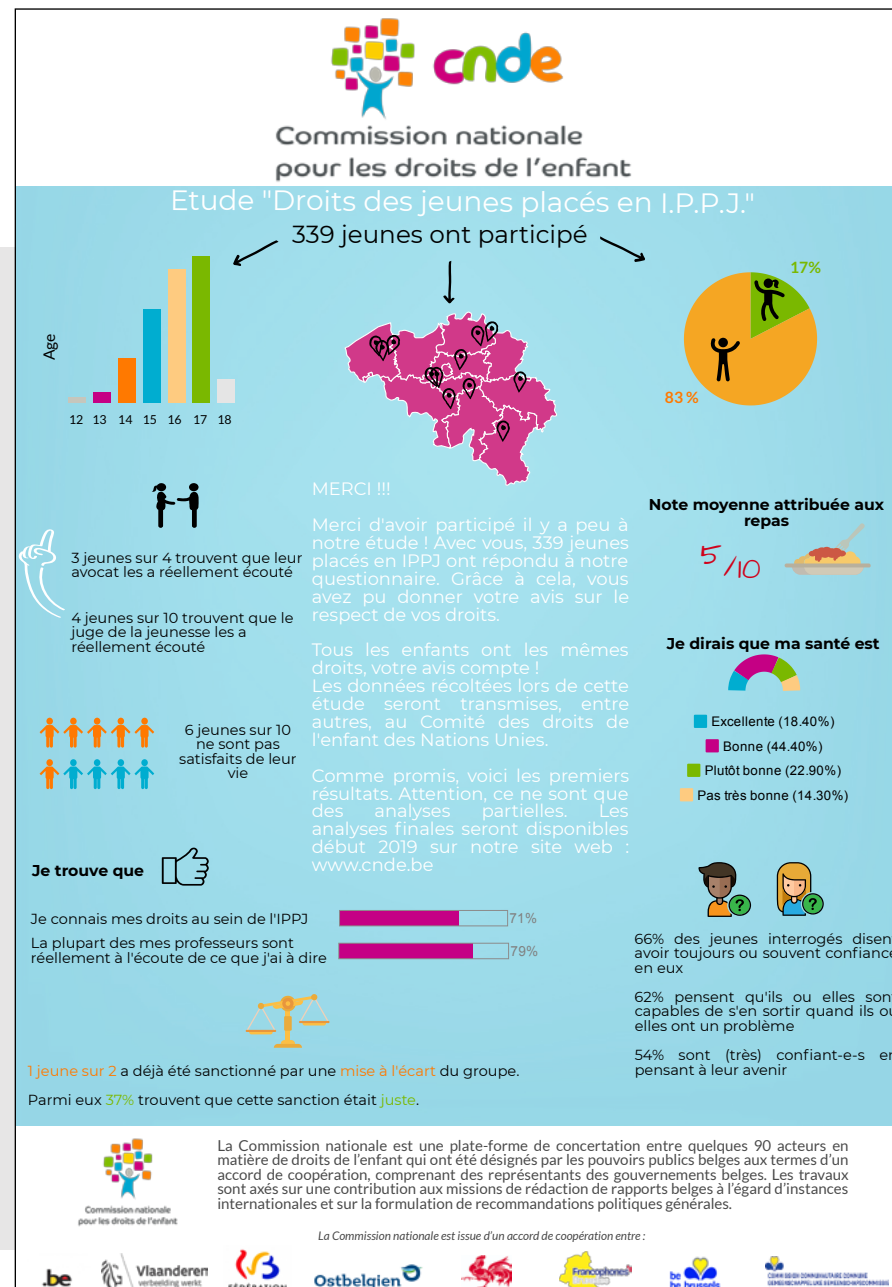 cnde
Commission nationale
pour les droits de l'enfant
Etude "Droits des jeunes placés en I.P.P.J."
339 jeunes ont participé
Age
12 13 14 15 16 17 18
17%
83 %
3 jeunes sur 4 trouvent que leur
avocat les a réellement écouté
4 jeunes sur 10 trouvent que le
juge de la jeunesse les a
réellement écouté
6 jeunes sur 10
ne sont pas
satisfaits de leur
vie
MERCI !!!
Merci d'avoir participé il y a peu à
notre étude ! Avec vous, 339 jeunes
placés en IPPJ ont répondu à notre
questionnaire. Grâce à cela, vous
avez pu donner votre avis sur le
respect de vos droits.
Tous les enfants ont les mêmes
droits, votre avis compte !
Les données récoltées lors de cette
étude seront transmises, entre
autres, au Comité des droits de
l'enfant des Nations Unies.
Comme promis, voici les premiers
résultats. Attention, ce ne sont que
des analyses partielles. Les
analyses finales seront disponibles
début 2019 sur notre site web :
www.cnde.be
Note moyenne attribuée aux
repas
5/10
Je dirais que ma santé est
Excellente (18.40%)
Bonne (44.40%)
Plutôt bonne (22.90%)
Pas très bonne (14.30%)
Je trouve que
Je connais mes droits au sein de l'IPPJ
71%
La plupart des mes professeurs sont
réellement à l'écoute de ce que j'ai à dire
79%
?
?
66% des jeunes interrogés disen
avoir toujours ou souvent confiance
en eux
62% pensent qu'ils ou elles son
capables de s'en sortir quand ils ou
elles ont un problème
54% sont (très) confiant-e-s en
pensant à leur avenir
1 jeune sur 2 a déjà été sanctionné par une mise à l'écart du groupe.
Parmi eux 37% trouvent que cette sanction était juste.
Commission nationale
pour les droits de l'enfant
La Commission nationale est une plate-forme de concertation entre quelques 90 acteurs en
matière de droits de l'enfant qui ont été désignés par les pouvoirs publics belges aux termes d'un
accord de coopération, comprenant des représentants des gouvernements belges. Les travaux
sont axés sur une contribution aux missions de rédaction de rapports belges à l'égard d'instances
internationales et sur la formulation de recommandations politiques générales.
La Commission nationale est issue d'un accord de coopération entre :
.be
Vlaanderen
verbeelding werkt
FÉDÉRATION
Ostbelgien
Francophones
be
be brussels